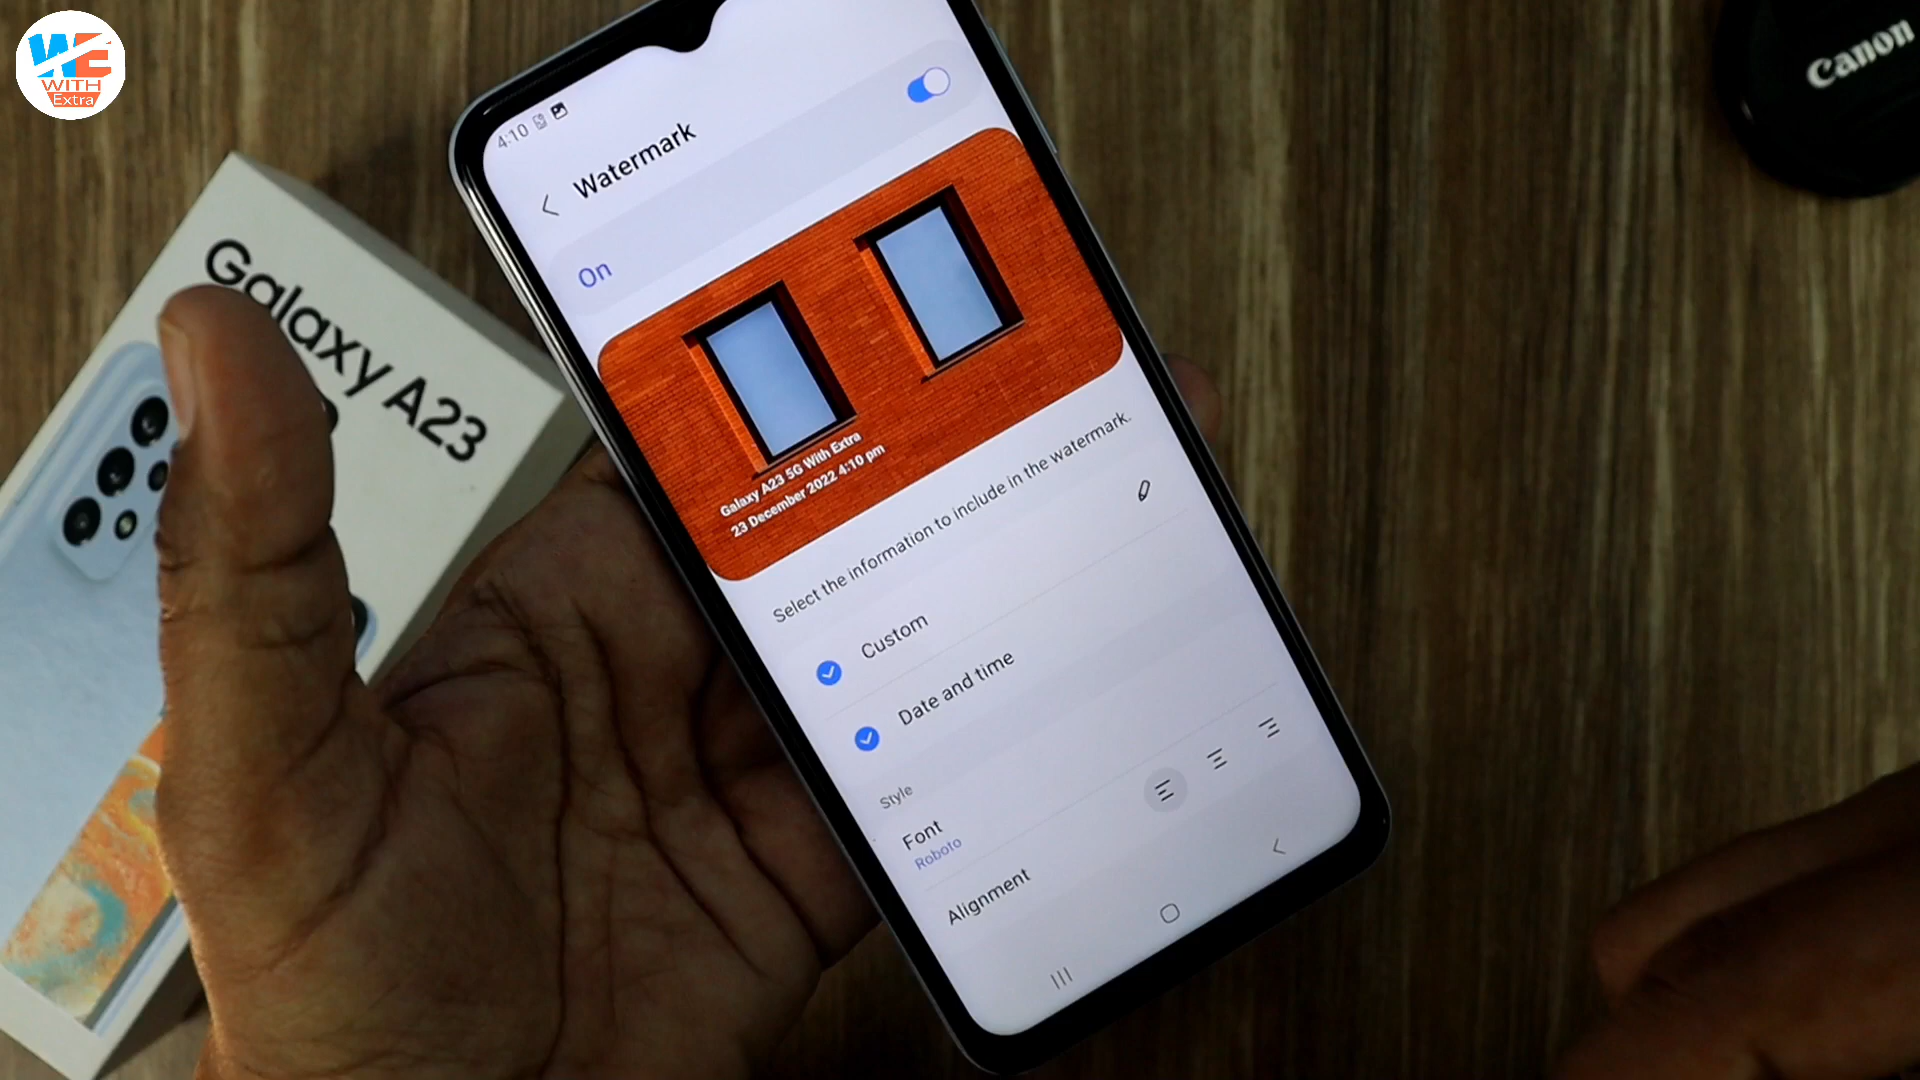 WE
WITH
Extra
Canon
Galaxy A23
4:10
Watermark
On
Galaxy A23 5G With Extra
23 December 2022 4:10 pm
Select the information to include in the watermark.
Custom
Date and time
Style
Font
Roboto
Alignment